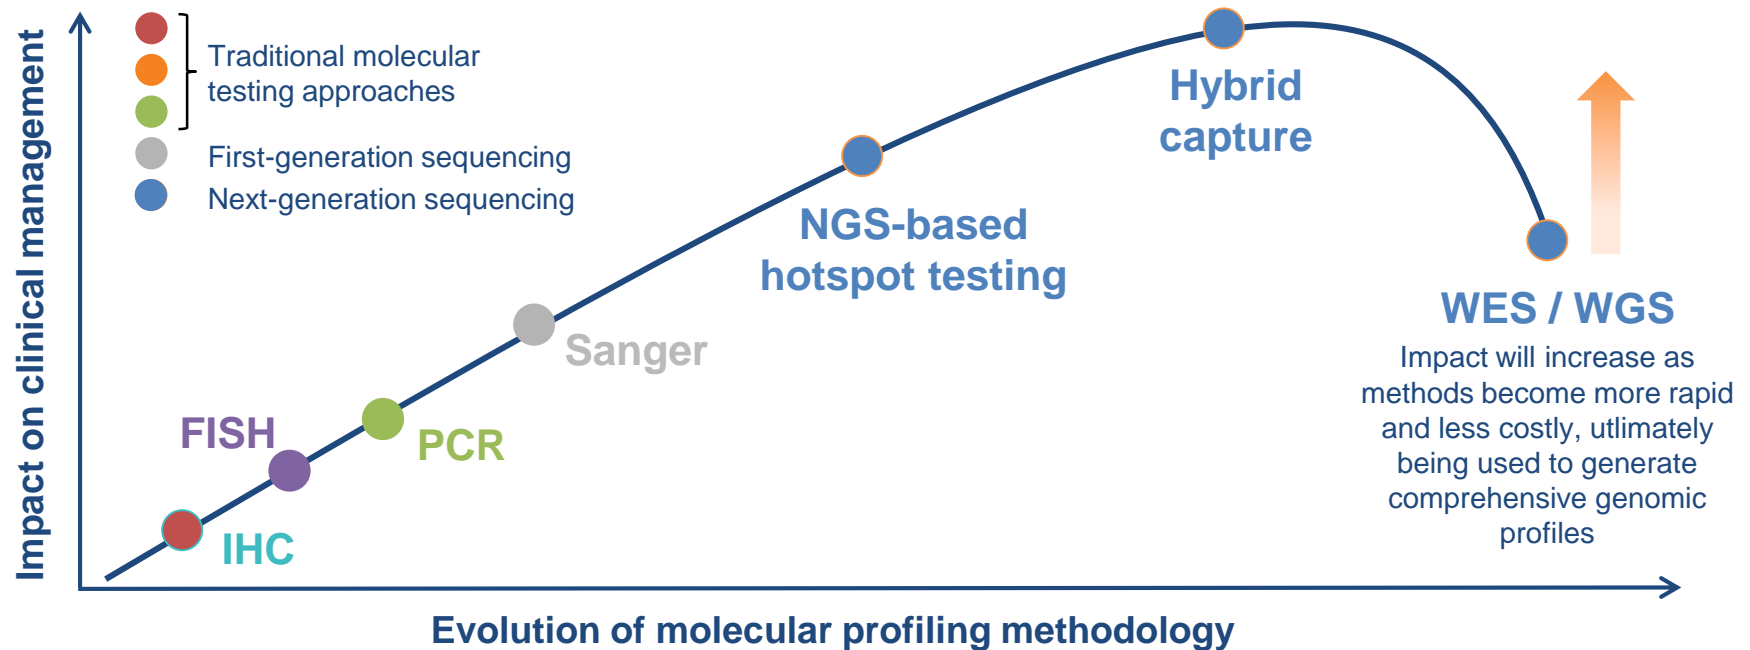 Impact on clinical management
Traditional molecular
testing approaches
First-generation sequencing
Next-generation sequencing
Hybrid
capture
NGS-based
hotspot testing
WES / WGS
Impact will increase as
methods become more rapid
and less costly, utlimately
being used to generate
comprehensive genomic
profiles
Sanger
FISH
PCR
IHC
Evolution of molecular profiling methodology